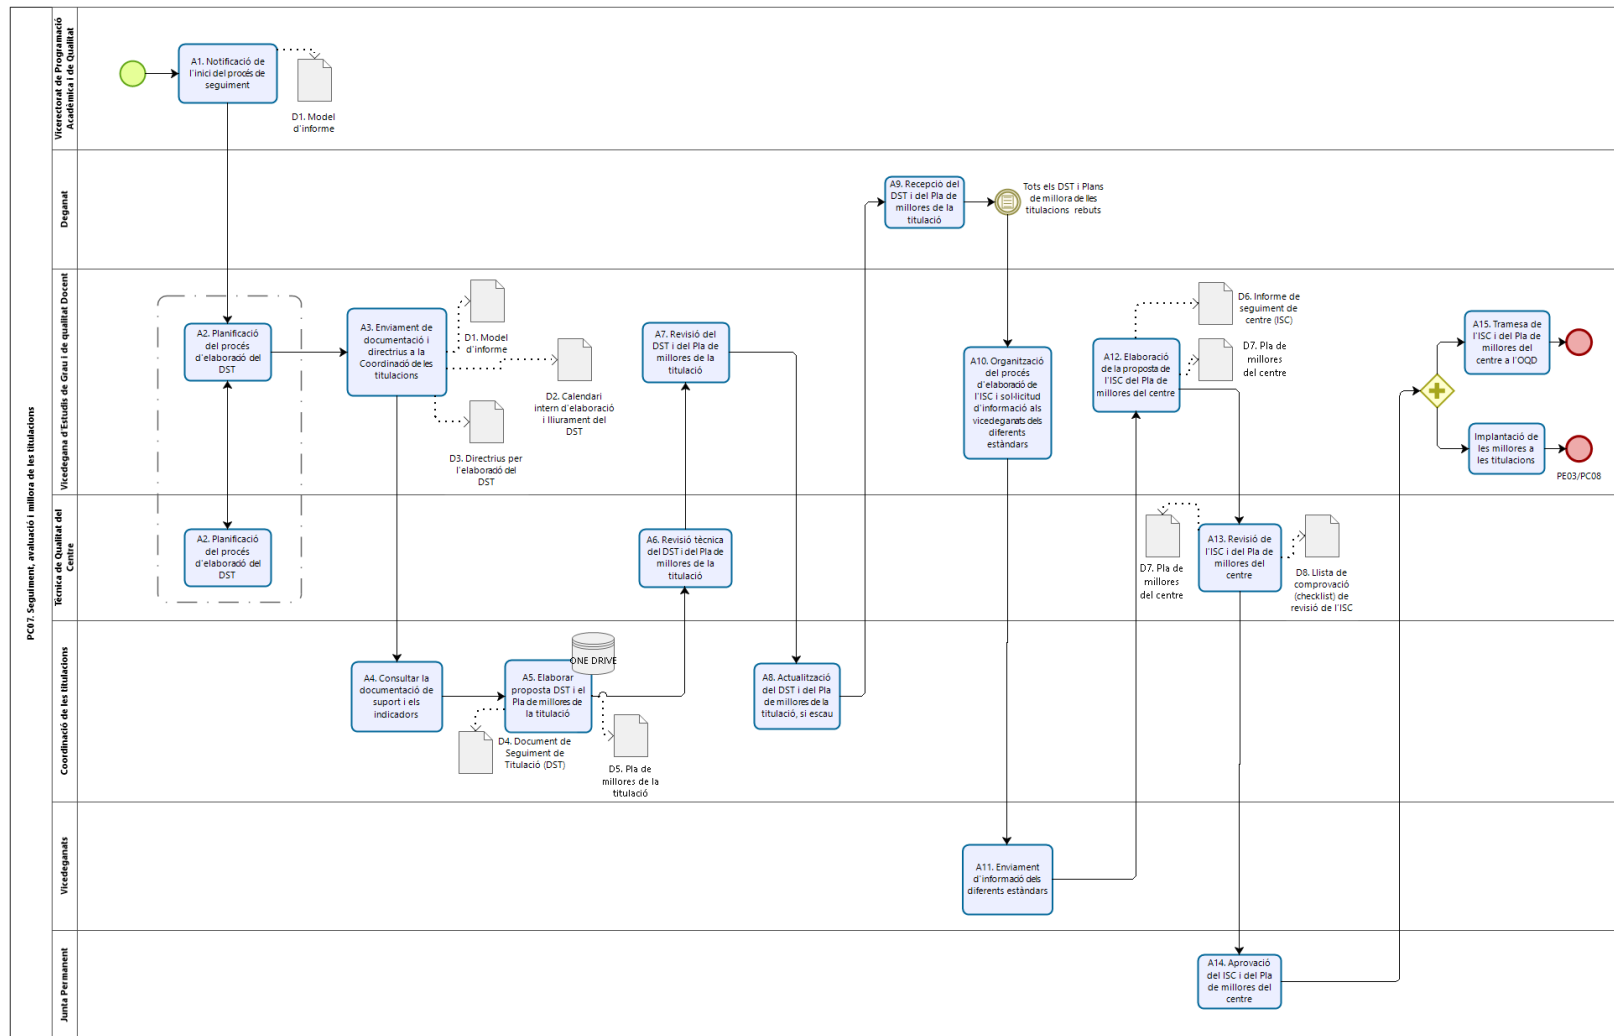 PC07. Seguiment, avaluació i millora de les titulacions
Vicerectorat de Programació
Acadèmica i de Qualitat
A1. Notificació de
l'inici del procés de
seguiment
D1. Model
d'informe
Deganat
A9. Recepció del
DST i del Pla de
millores de la
titulació
Tots els DST i Plans
de millora de lles
titulacions rebuts
Vicedegana d'Estudis de Grau i de qualitat Docent
A2. Planificació
del procés
d'elaboró del
DST
A3. Enviament de
documentació i
directrius a la
Coordinació de les
titulacions
D1. Model
d'informe
D2. Calendari
intern d'elaboració
i lliurament del
DST
D3. Directrius per
l'elaboració del
DST
A7. Revisió del
DST i del Pla de
millores de la
titulació
A10. Organització
del procés
d'elaboració de
l'ISC i sol·licitud
d'informació als
vicedeganats dels
diferents
estàndars
A12. Elaboració
de la proposta de
l'ISC del Pla de
millores del centre
D6. Informe de
seguiment de
centre (ISC)
D7. Pla de
millores
del centre
A15. Tramesa de
l'ISC i del Pla de
millores del
centre a l'OQD
Implantació de
les millores a
les titulacions
PE03/PC08
Tècnica de Qualitat del
Centre
A2. Planificació
del procés
d'elaboró del
DST
A6. Revisió tècnica
del DST i del Pla de
millores de la
titulació
D7. Pla de
millores
del centre
A13. Revisió de
l'ISC i del Pla de
millores del
centre
D8. Llista de
comprovació
(checklist) de
revisió de l'ISC
Coordinació de les titulacions
A4. Consultar la
documentació de
suport i els
indicadors
ONE DRIVE
A5. Elaborar
proposta DST i el
Pla de millores de
la titulació
D4. Document de
Seguiment de
Titulació (DST)
D5. Pla de
millores de la
titulació
A8. Actualització
del DST i del Pla
de millores de la
titulació, si escau
Vicedeganats
A11. Enviament
d'informació dels
diferents estàndars
Junta Permanent
A14. Aprovació
del ISC i del Pla
de millores del
centre